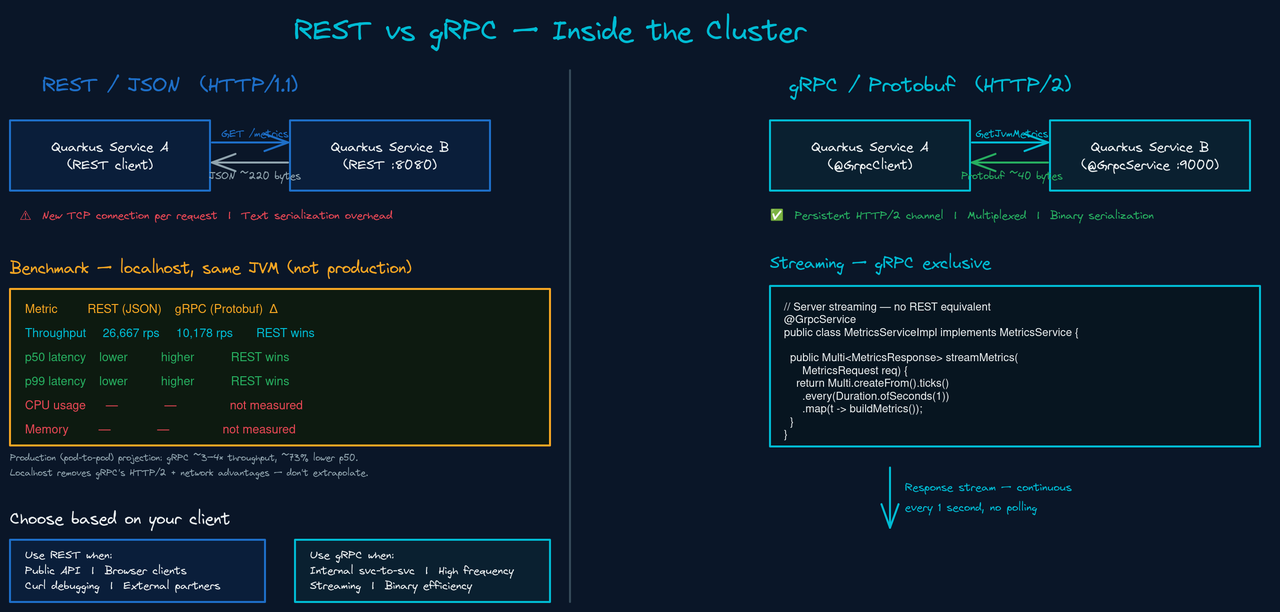 REST vs gRPC — Inside the Cluster
REST / JSON (HTTP/1.1)
GET /metrics
Quarkus Service A
(REST client)
Quarkus Service B
(REST :8080)
JSON ~220 bytes
⚠ New TCP connection per request | Text serialization overhead
Benchmark — localhost, same JVM (not production)
Metric REST (JSON) gRPC (Protobuf) Δ
Throughput 26,667 rps 10,178 rps REST wins
p50 latency lower higher REST wins
p99 latency lower higher REST wins
CPU usage — — not measured
Memory — — not measured
Production (pod-to-pod) projection: gRPC ~3–4x throughput, ~73% lower p50.
Localhost removes gRPC's HTTP/2 + network advantages — don't extrapolate.
Choose based on your client
Use REST when:
Public API | Browser clients
Curl debugging | External partners
Use gRPC when:
Internal svc-to-svc | High frequency
Streaming | Binary efficiency
gRPC / Protobuf (HTTP/2)
GetJvmMetrics
Quarkus Service A
(@GrpcClient)
Quarkus Service B
(@GrpcService :9000)
Protobuf ~40 bytes
✅ Persistent HTTP/2 channel | Multiplexed | Binary serialization
Streaming — gRPC exclusive
// Server streaming — no REST equivalent
@GrpcService
public class MetricsServiceImpl implements MetricsService {
public Multi<MetricsResponse> streamMetrics(
MetricsRequest req) {
return Multi.createFrom().ticks()
.every(Duration.ofSeconds(1))
.map(t -> buildMetrics());
}
}
Response stream — continuous
every 1 second, no polling